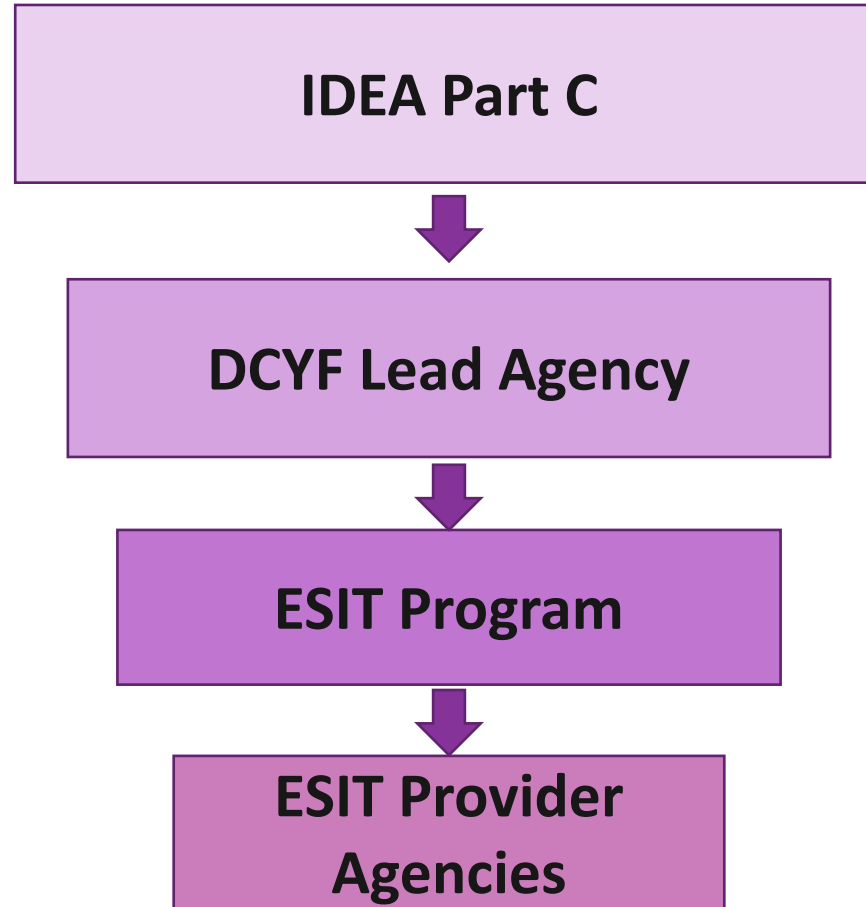 IDEA Part C
DCYF Lead Agency
ESIT Program
ESIT Provider
Agencies